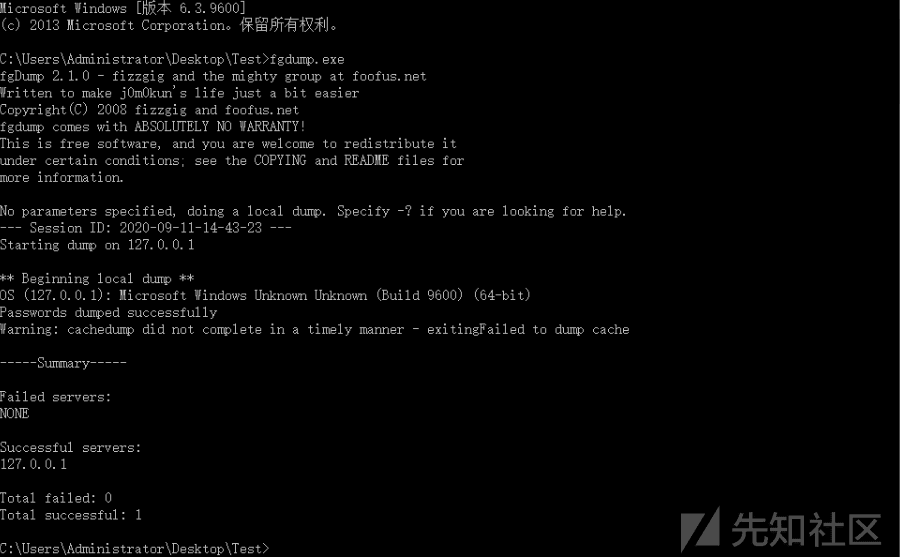 Microsoft Windows [版本 6.3.9600]
(c) 2013 Microsoft Corporation。保留所有权利。
C:\Users\Administrator\Desktop\Test>fgdump.exe
fgDump 2.1.0 - fizzgig and the mighty group at foofus.net
Written to make j0m0kun's life just a bit easier
Copyright(C) 2008 fizzgig and foofus.net
fgdump comes with ABSOLUTELY NO WARRANTY!
This is free software, and you are welcome to redistribute it
under certain conditions; see the COPYING and README files for
more information.
No parameters specified, doing a local dump. Specify -? if you are looking for help.
--- Session ID: 2020-09-11-14-43-23 ---
Starting dump on 127.0.0.1
** Beginning local dump **
OS (127.0.0.1): Microsoft Windows Unknown Unknown (Build 9600) (64-bit)
Passwords dumped successfully
Warning: cachedump did not complete in a timely manner - exitingFailed to dump cache
-----Summary-----
Failed servers:
NONE
Successful servers:
127.0.0.1
Total failed: 0
Total successful: 1
C:\Users\Administrator\Desktop\Test>
先知社区